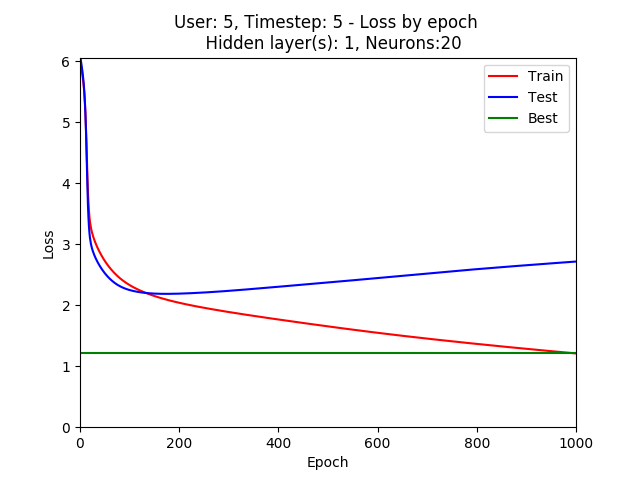 User: 5, Timestep: 5 - Loss by epoch
Hidden layer(s): 1, Neurons:20
Train
Test
Best
6
5
4
3
2
1
0
Loss
0 200 400 600 800 1000
Epoch